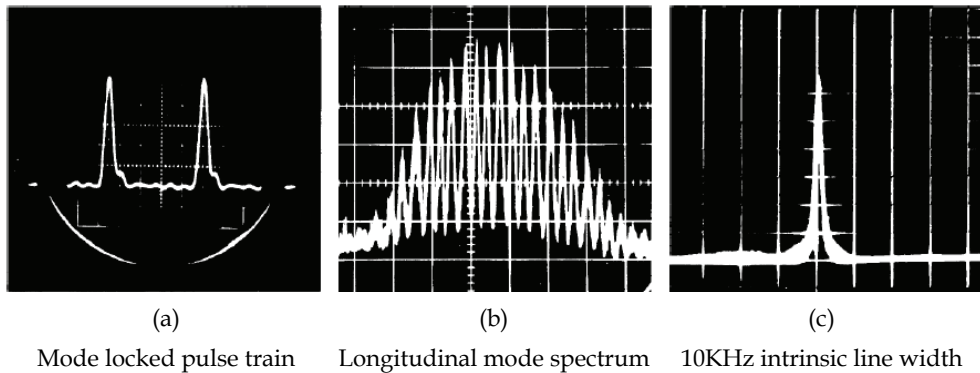 (a)
(b)
(c)
Mode locked pulse train
Longitudinal mode spectrum
10KHz intrinsic line width